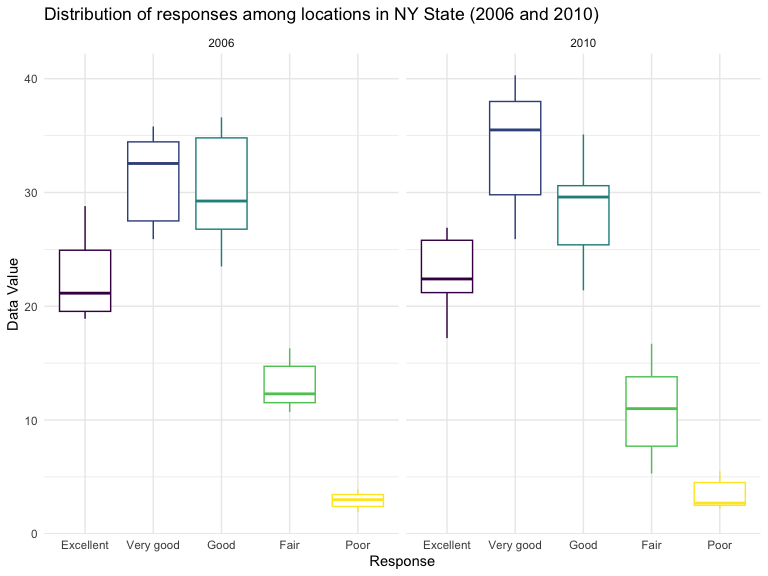 Distribution of responses among locations in NY State (2006 and 2010)
2006 2010
40
30
20
10
0
Data Value
Excellent Very good Good Fair Poor Excellent Very good Good Fair Poor
Response